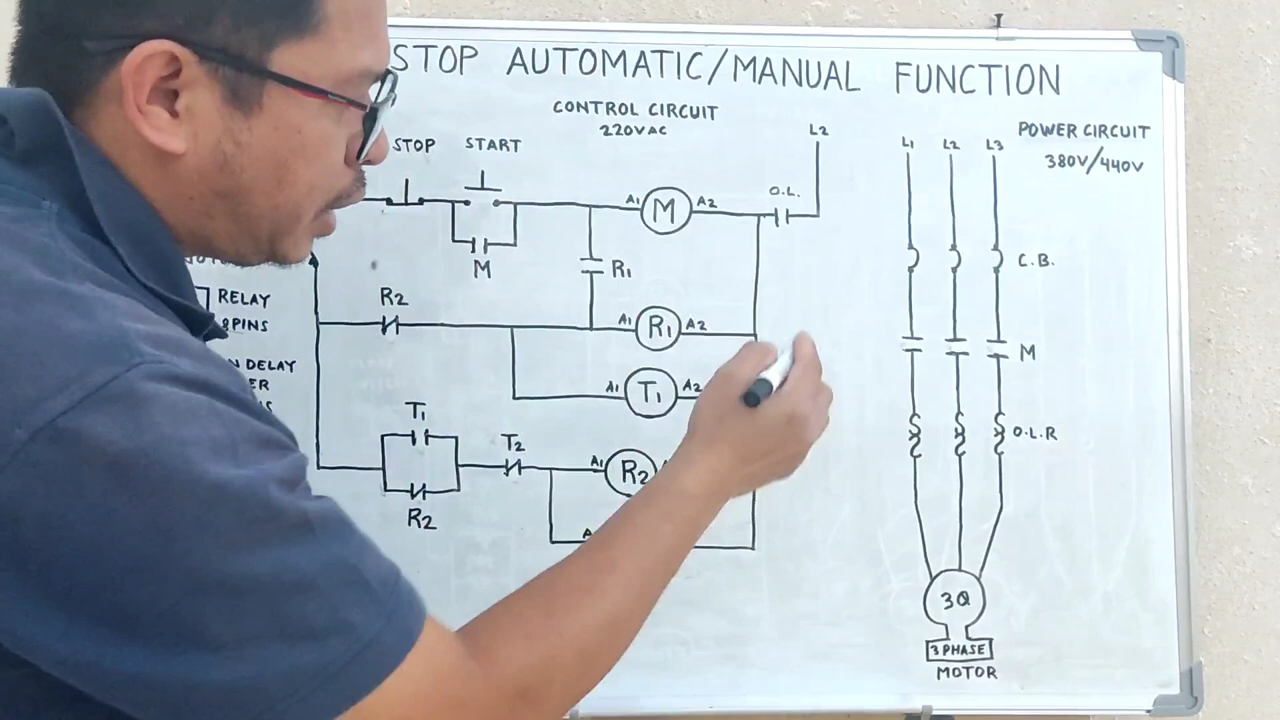 STOP AUTOMATIC/MANUAL FUNCTION
CONTROL CIRCUIT
220VAC
L2
STOP START
O.L.
A1 M A2
M
R1
RELAY
8PINS
R2
A1 R1 A2
DELAY
A1 T1 A2
T1
T2
A1 R2
R2
POWER CIRCUIT
380V/440V
L1 L2 L3
C.B.
M
O.L.R
3Q
3 PHASE
MOTOR